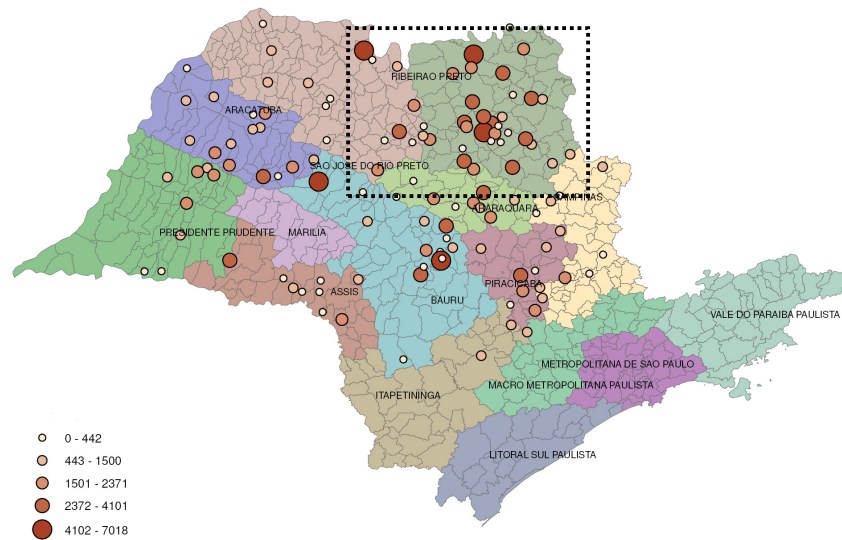 RIBEIRAO PRETO
ARACATUBA
SAO JOSE DO RIO PRETO
CAMPINAS
ARARAQUARA
PRESIDENTE PRUDENTE
MARILIA
PIRACICABA
ASSIS
BAURU
VALE DO PARAIBA PAULISTA
METROPOLITANA DE SAO PAULO
MACRO METROPOLITANA PAULISTA
ITAPETININGA
LITORAL SUL PAULISTA
0 - 442
443 - 1500
1501 - 2371
2372 - 4101
4102 - 7018